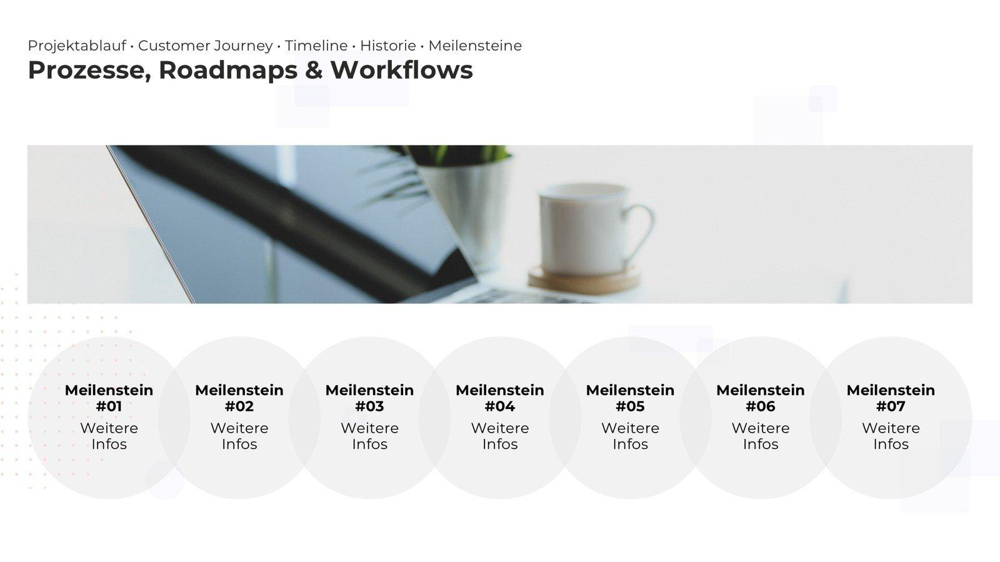 Projektablauf • Customer Journey • Timeline • Historie • Meilensteine
Prozesse, Roadmaps & Workflows
Meilenstein
#01
Weitere
Infos
Meilenstein
#02
Weitere
Infos
Meilenstein
#03
Weitere
Infos
Meilenstein
#04
Weitere
Infos
Meilenstein
#05
Weitere
Infos
Meilenstein
#06
Weitere
Infos
Meilenstein
#07
Weitere
Infos